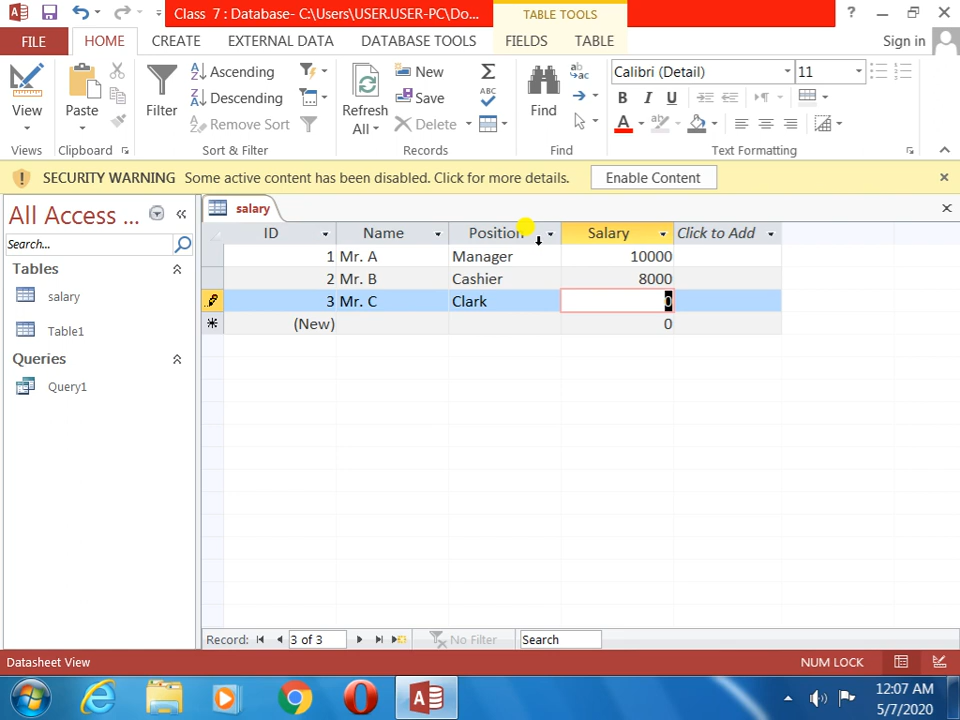 Class 7 : Database- C:\Users\USER.USER-PC\Do...
TABLE TOOLS
?
FILE
HOME
CREATE
EXTERNAL DATA
DATABASE TOOLS
FIELDS
TABLE
Sign in
View
Paste
Filter
Ascending
Descending
Remove Sort
Refresh
All
New
Save
Delete
Find
Calibri (Detail)
11
B I U
A
Views
Clipboard
Sort & Filter
Records
Find
Text Formatting
SECURITY WARNING Some active content has been disabled. Click for more details.
Enable Content
All Access ...
Search...
Tables
salary
Table1
Queries
Query1
salary
ID Name Position Salary Click to Add
1 Mr. A Manager 10000
2 Mr. B Cashier 8000
3 Mr. C Clark 0
(New) 0
Record: 3 of 3 No Filter Search
Datasheet View
NUM LOCK
12:07 AM
5/7/2020